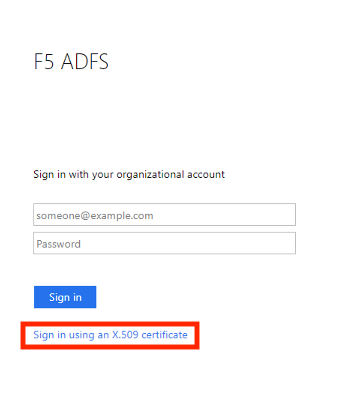 F5 ADFS
Sign in with your organizational account
someone@example.com
Password
Sign in
Sign in using an X.509 certificate